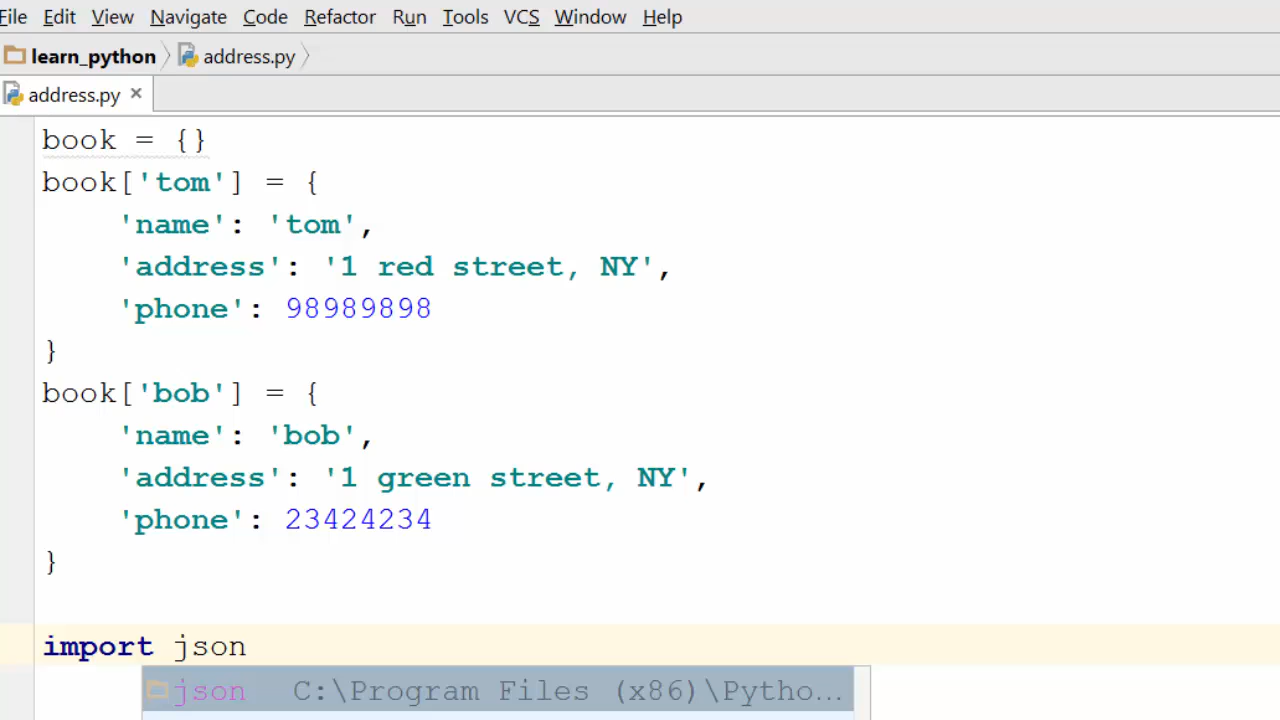 File Edit View Navigate Code Refactor Run Tools VCS Window Help
learn_python address.py
address.py ×
book = {}
book['tom'] = {
    'name': 'tom',
    'address': '1 red street, NY',
    'phone': 98989898
}
book['bob'] = {
    'name': 'bob',
    'address': '1 green street, NY',
    'phone': 23424234
}
import json
json C:\Program Files (x86)\Pytho...